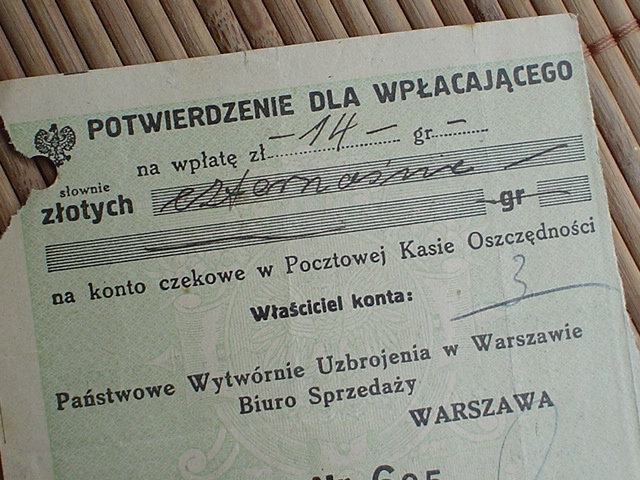 POTWIERDZENIE DLA WPŁACAJĄCEGO
na wpłatę zł. – 14 – gr. –
słownie
złotych czternaście –
– gr –
na konto czekowe w Pocztowej Kasie Oszczędności
Właściciel konta: 3
Państwowe Wytwórnie Uzbrojenia w Warszawie
Biuro Sprzedaży
WARSZAWA